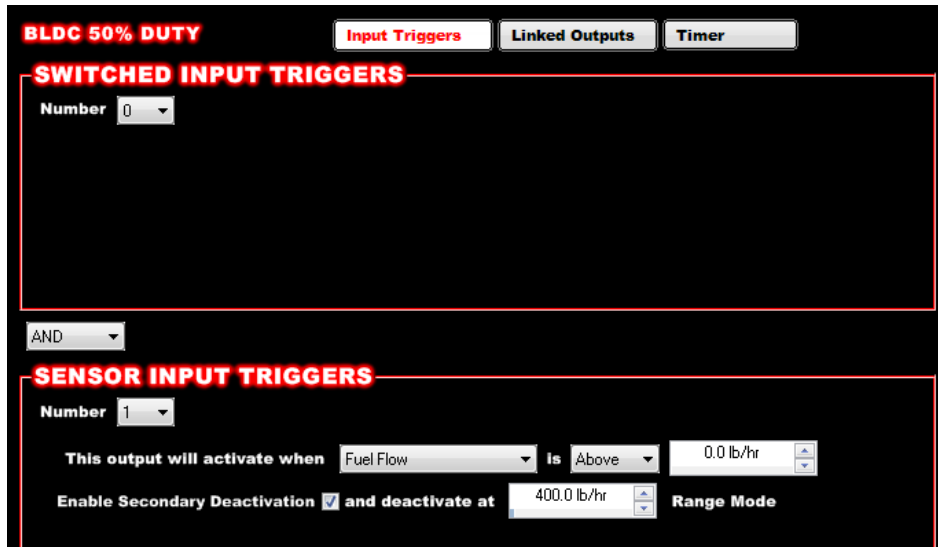 BLDC 50% DUTY Input Triggers Linked Outputs Timer
SWITCHED INPUT TRIGGERS
Number 0
AND
SENSOR INPUT TRIGGERS
Number 1
This output will activate when Fuel Flow is Above 0.0 lb/hr
Enable Secondary Deactivation and deactivate at 400.0 lb/hr Range Mode